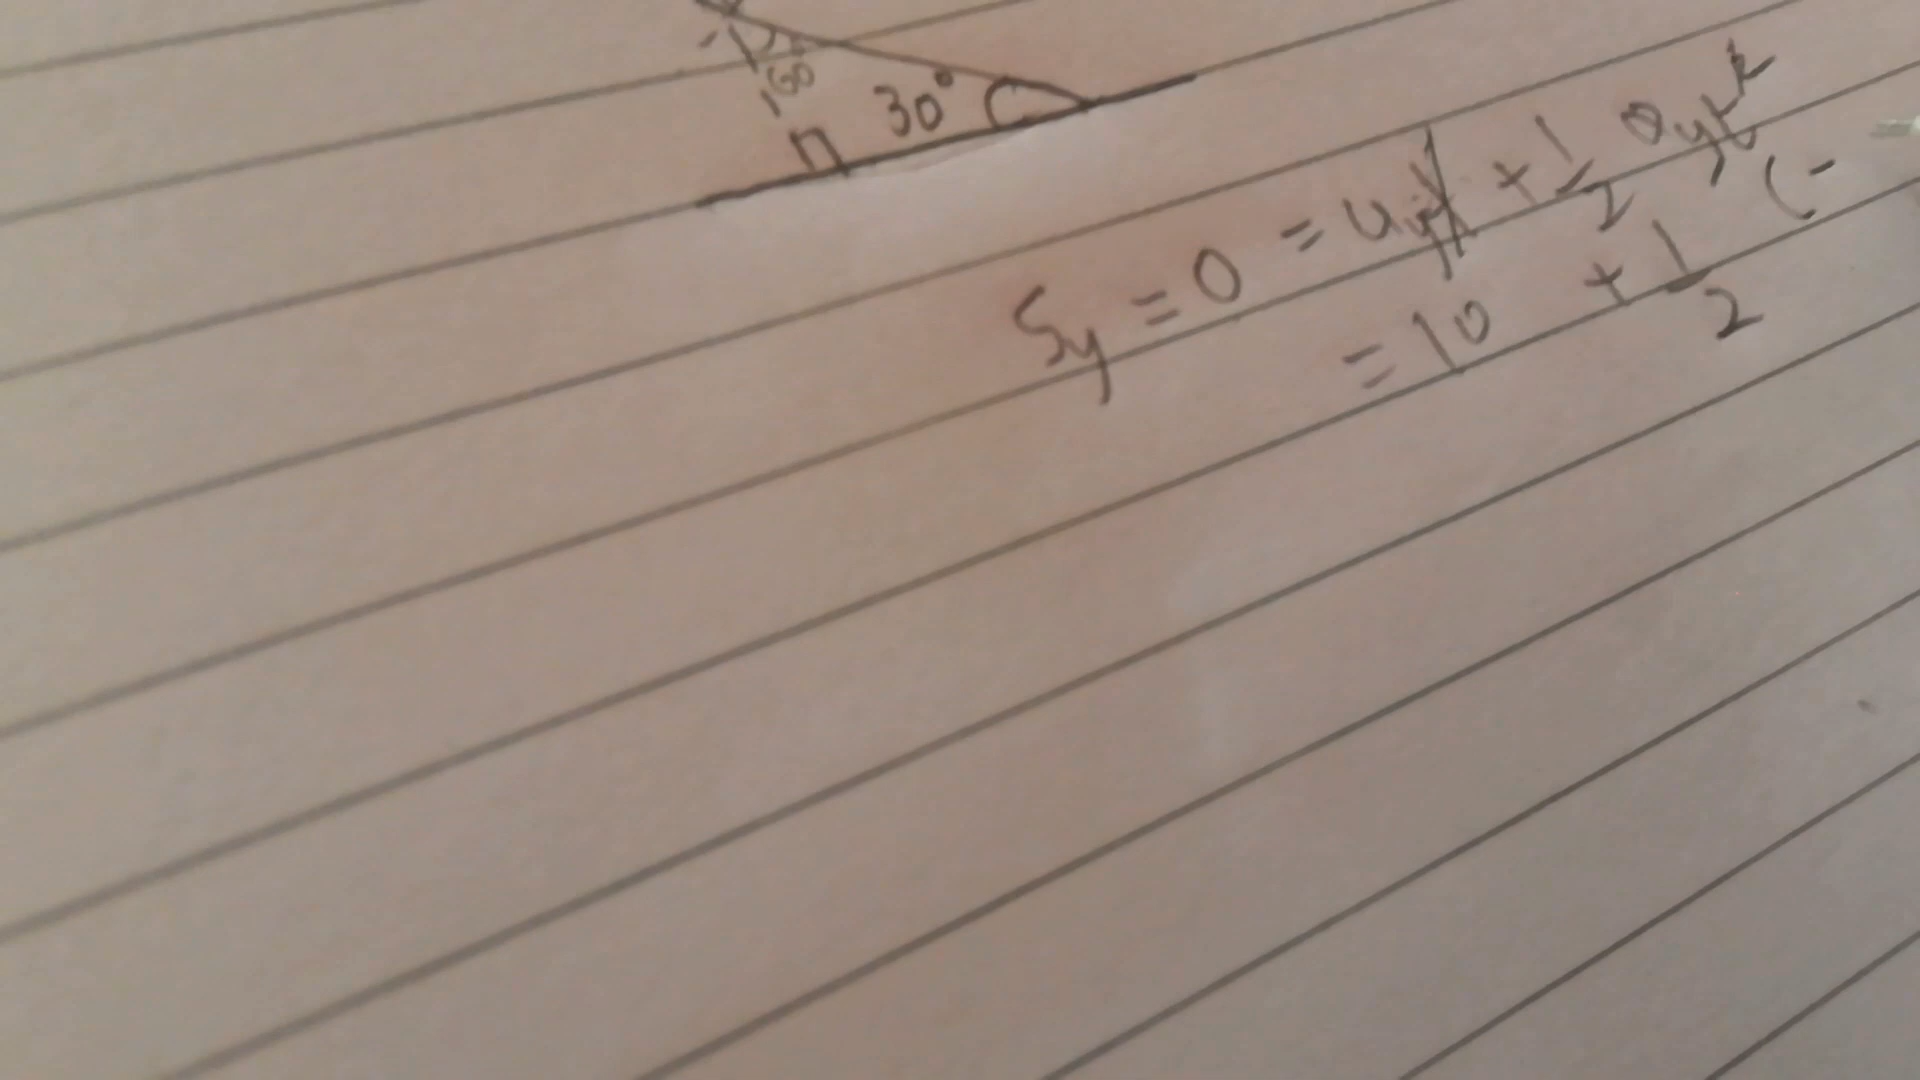 60
30°
Sy = 0 = uyt + 1/2 ayt²
= 10 + 1/2 (-